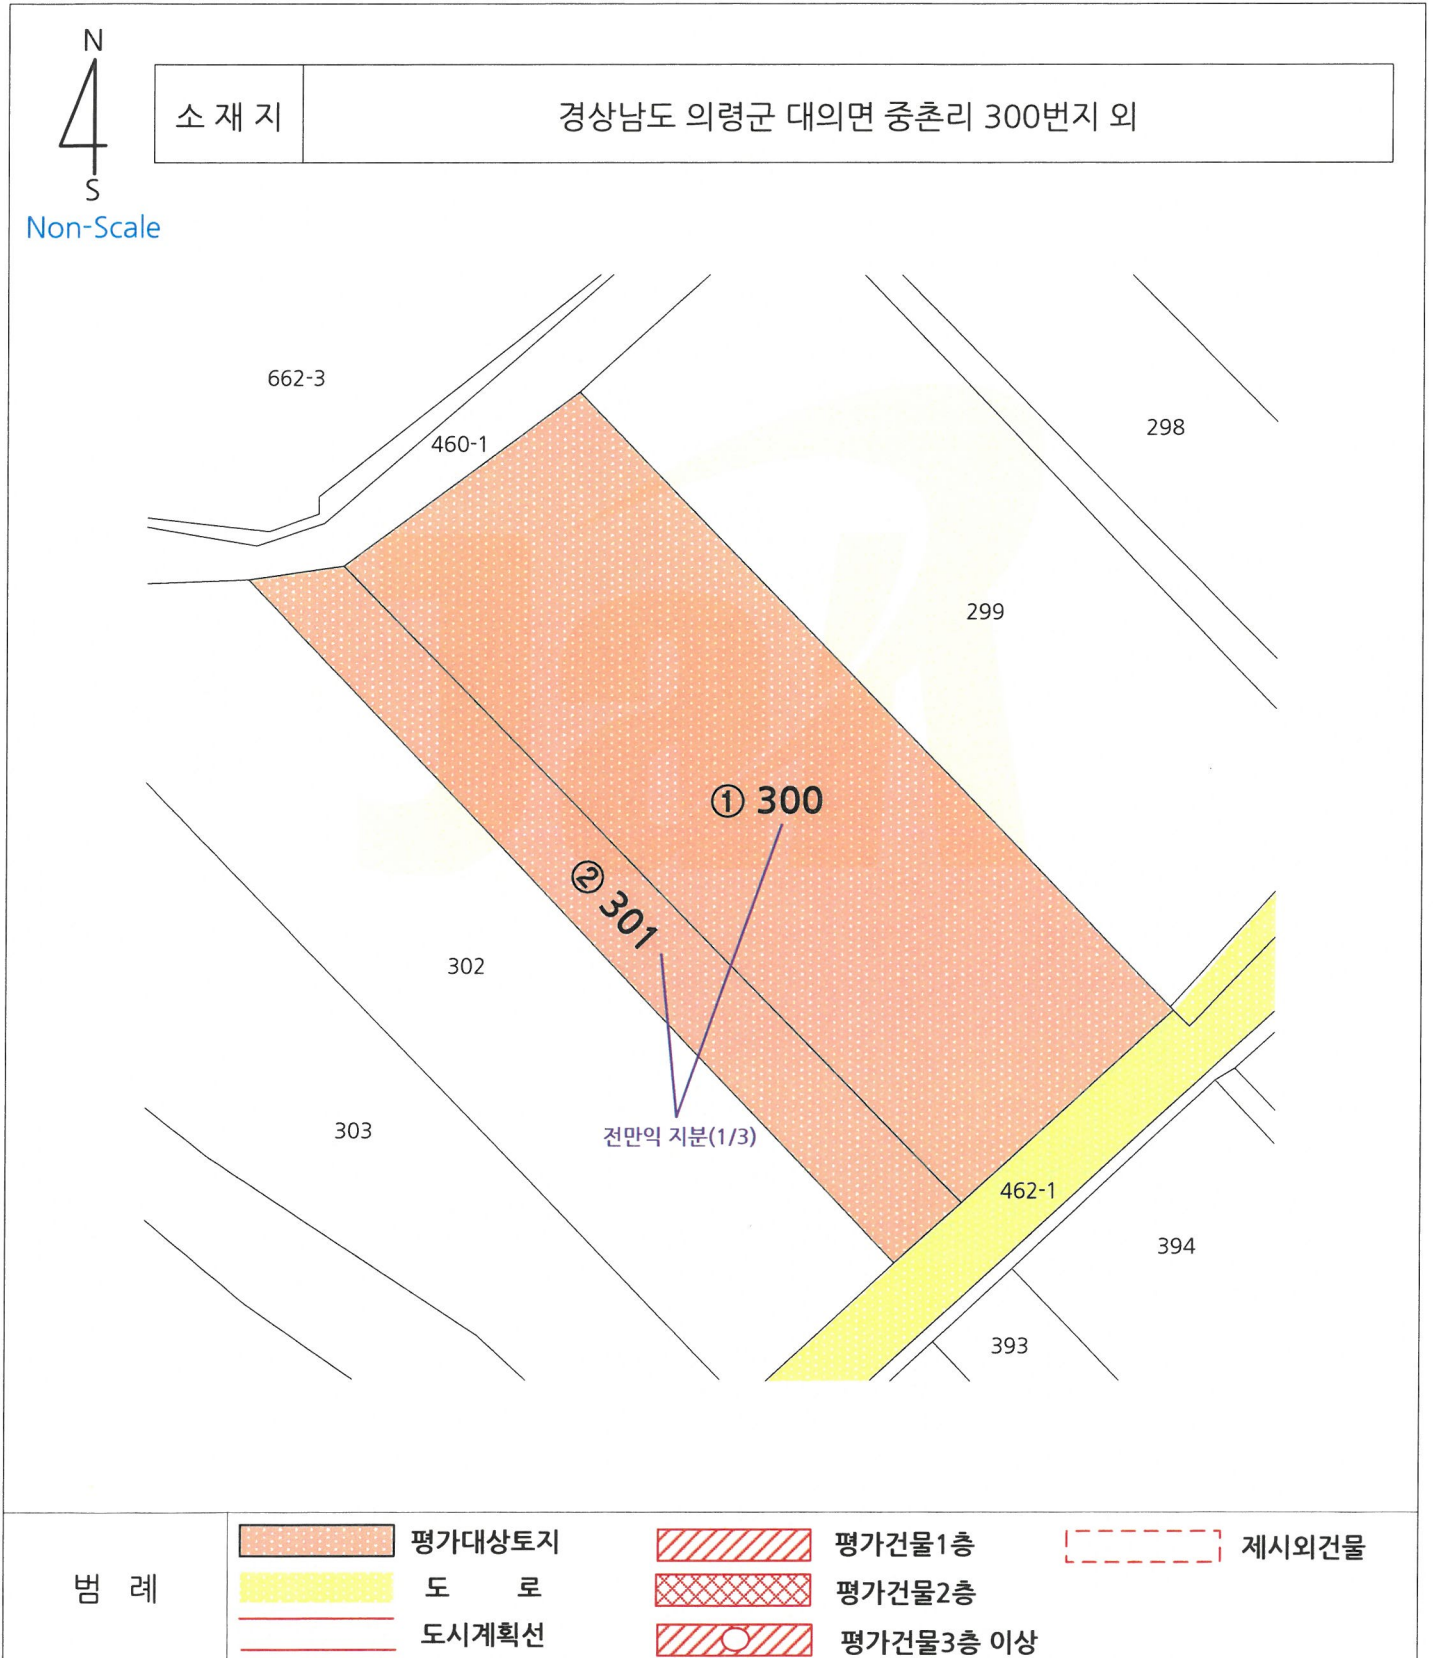 N
S
Non-Scale
소 재 지
경상남도 의령군 대의면 중촌리 300번지 외
662-3
460-1
298
299
① 300
② 301
302
303
전만익 지분(1/3)
462-1
394
393
범 례
평가대상토지
도 로
도시계획선
평가건물1층
평가건물2층
평가건물3층 이상
제시외건물